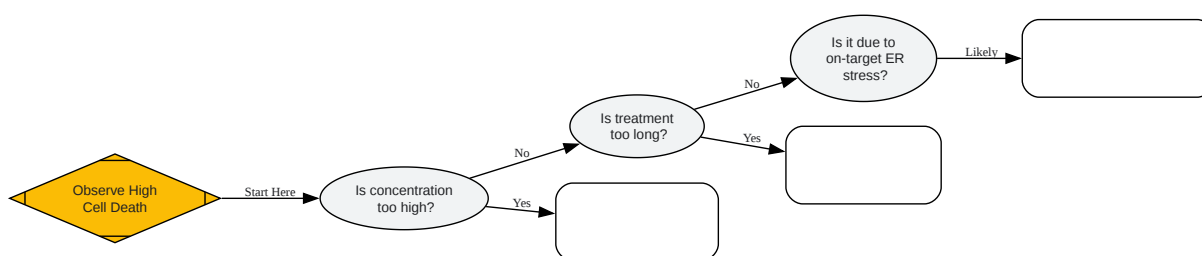 Observe High
Cell Death
Start Here
Is concentration
too high?
No
Yes
Is treatment
too long?
No
Yes
Is it due to
on-target ER
stress?
Likely